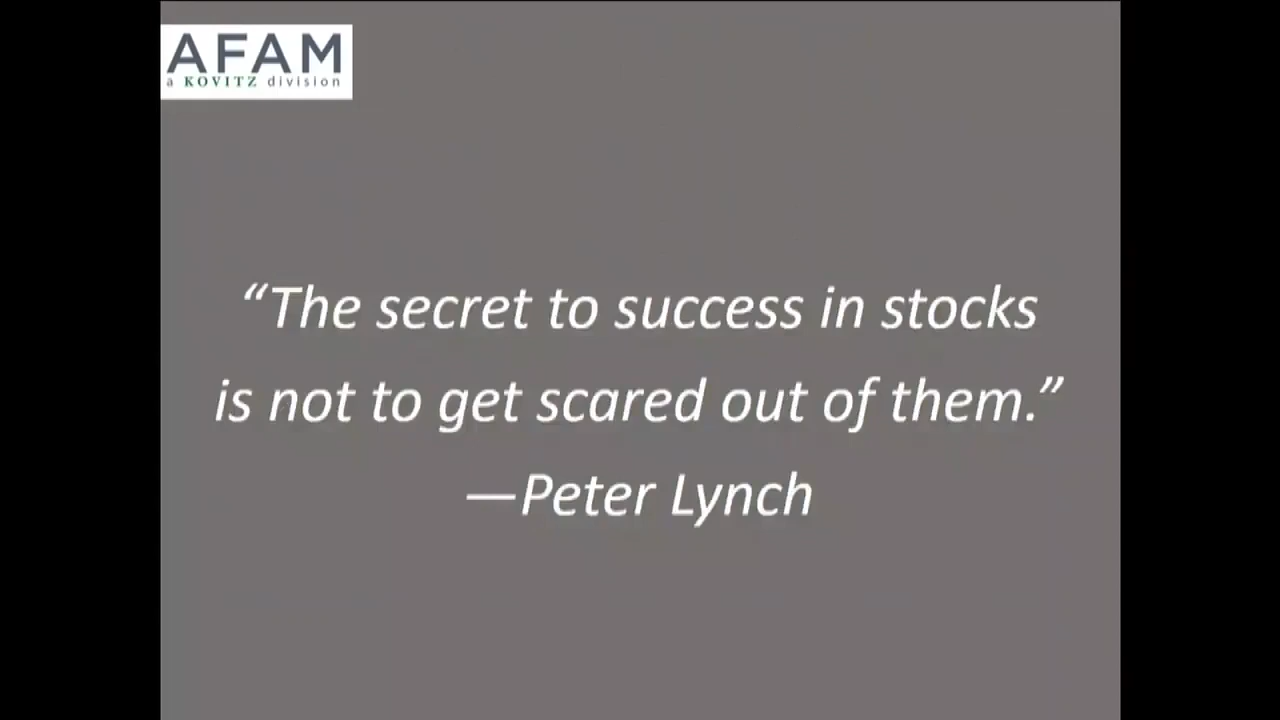 AFAM
a KOVITZ division
“The secret to success in stocks
is not to get scared out of them.”
—Peter Lynch